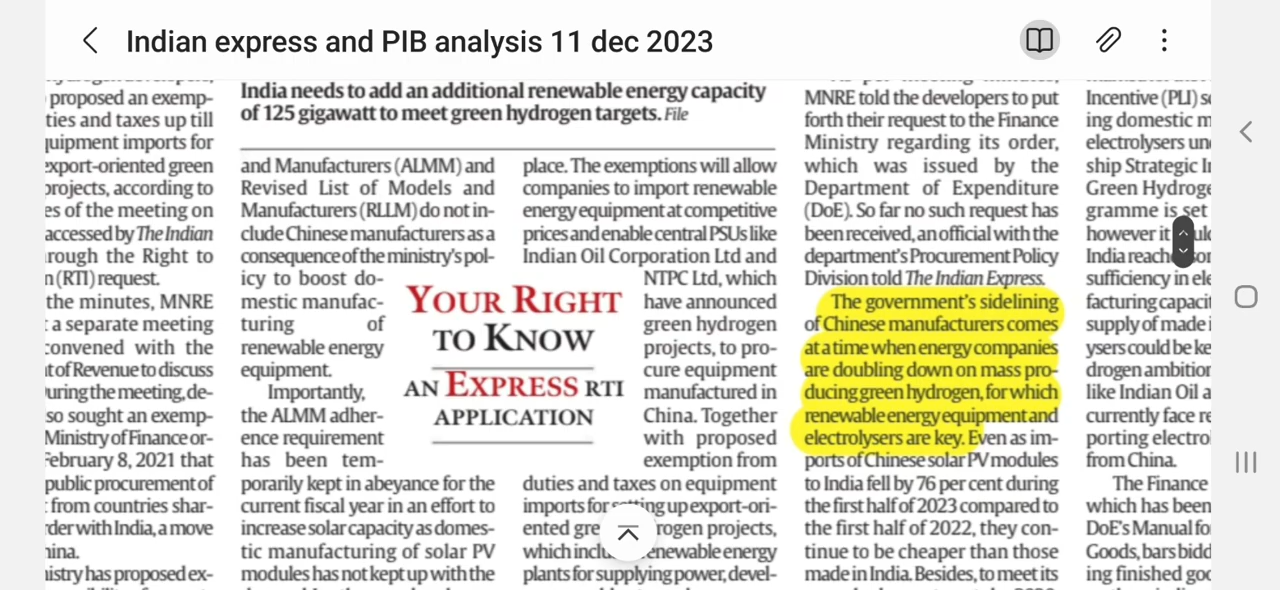 Indian express and PIB analysis 11 dec 2023
proposed an exemp-
ties and taxes up till
quipment imports for
export-oriented green
projects, according to
es of the meeting on
accessed by The Indian
rough the Right to
n (RTI) request.
the minutes, MNRE
a separate meeting
convened with the
t of Revenue to discuss
uring the meeting, de-
so sought an exemp-
Ministry of Finance or-
February 8, 2021 that
public procurement of
from countries shar-
rder with India, a move
hina.
istry has proposed ex-
India needs to add an additional renewable energy capacity
of 125 gigawatt to meet green hydrogen targets. File
and Manufacturers (ALMM) and
Revised List of Models and
Manufacturers (RLLM) do not in-
clude Chinese manufacturers as a
consequence of the ministry's pol-
icy to boost do-
mestic manufac-
turing of
renewable energy
equipment.
Importantly,
the ALMM adher-
ence requirement
has been tem-
porarily kept in abeyance for the
current fiscal year in an effort to
increase solar capacity as domes-
tic manufacturing of solar PV
modules has not kept up with the
YOUR RIGHT
TO KNOW
AN EXPRESS RTI
APPLICATION
place. The exemptions will allow
companies to import renewable
energy equipment at competitive
prices and enable central PSUs like
Indian Oil Corporation Ltd and
NTPC Ltd, which
have announced
green hydrogen
projects, to pro-
cure equipment
manufactured in
China. Together
with proposed
exemption from
duties and taxes on equipment
imports for setting up export-ori-
ented gre rogen projects,
which inclu enewable energy
plants for supplying power, devel-
MNRE told the developers to put
forth their request to the Finance
Ministry regarding its order,
which was issued by the
Department of Expenditure
(DoE). So far no such request has
been received, an official with the
department's Procurement Policy
Division told The Indian Express.
The government's sidelining
of Chinese manufacturers comes
at a time when energy companies
are doubling down on mass pro-
ducing green hydrogen, for which
renewable energy equipment and
electrolysers are key. Even as im-
ports of Chinese solar PV modules
to India fell by 76 per cent during
the first half of 2023 compared to
the first half of 2022, they con-
tinue to be cheaper than those
made in India. Besides, to meet its
Incentive (PLI) s
ing domestic m
electrolysers un
ship Strategic I
Green Hydroge
gramme is set
however it uld
India reach or
sufficiency in ele
facturing capaci
supply of made i
ysers could be ke
drogen ambition
like Indian Oil a
currently face re
porting electro
from China.
The Finance
which has been
DoE's Manual fo
Goods, bars bidd
ing finished goo